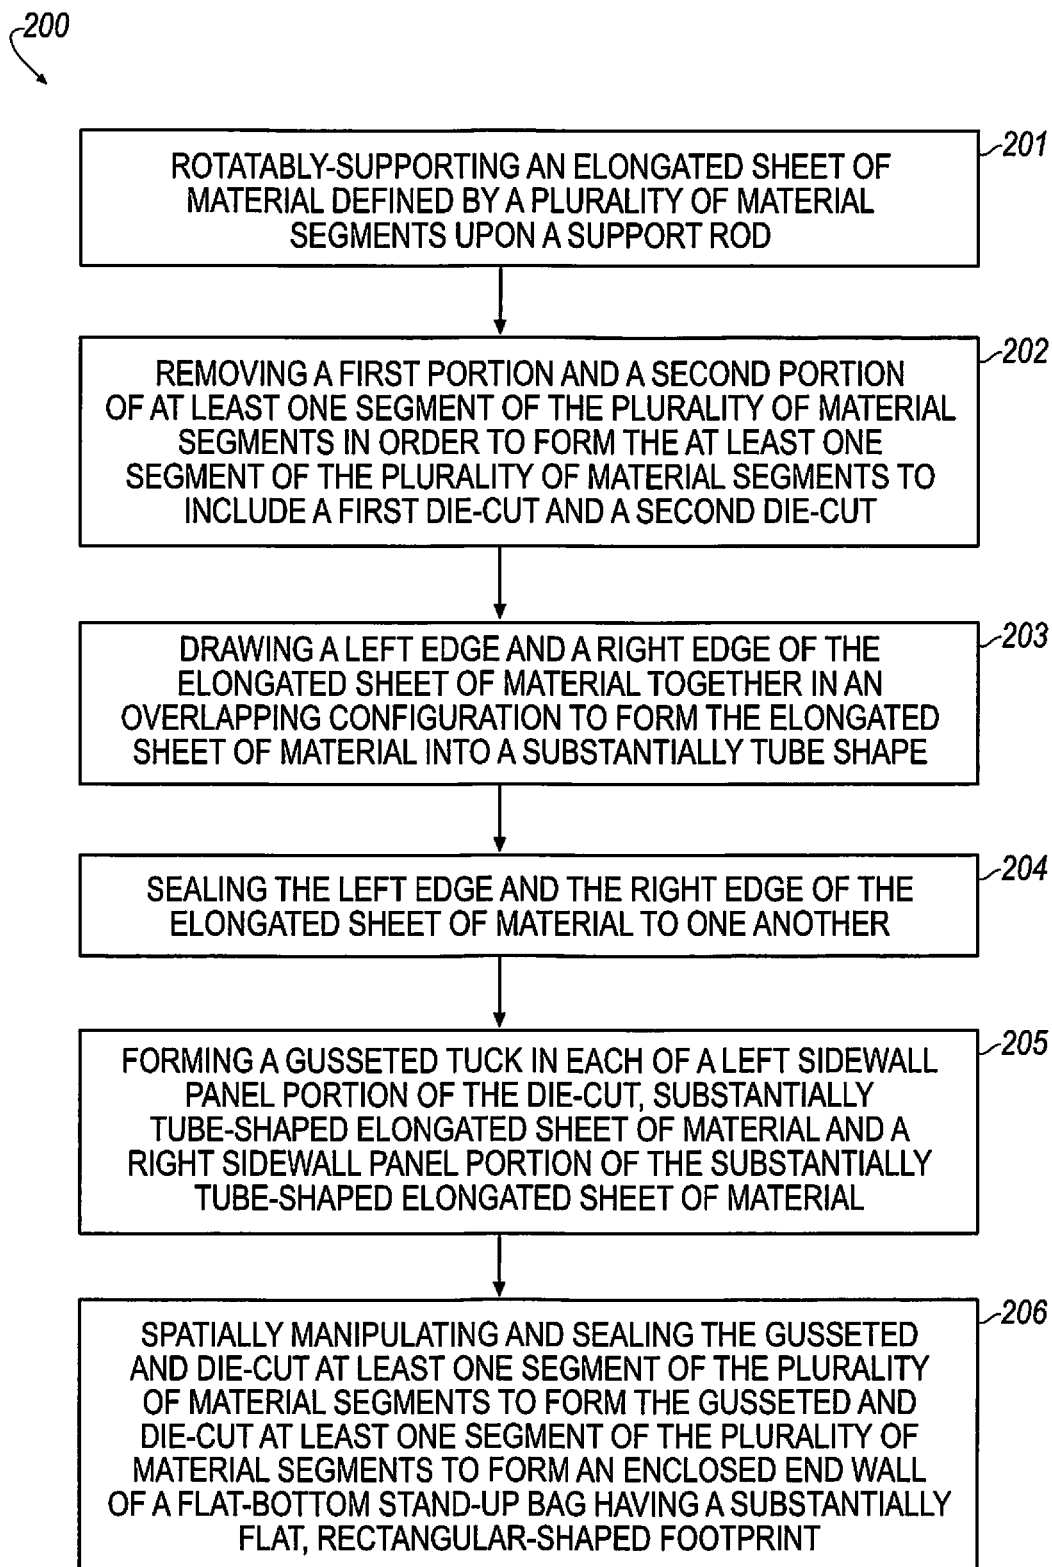 200
201
ROTATABLY-SUPPORTING AN ELONGATED SHEET OF
MATERIAL DEFINED BY A PLURALITY OF MATERIAL
SEGMENTS UPON A SUPPORT ROD
202
REMOVING A FIRST PORTION AND A SECOND PORTION
OF AT LEAST ONE SEGMENT OF THE PLURALITY OF MATERIAL
SEGMENTS IN ORDER TO FORM THE AT LEAST ONE
SEGMENT OF THE PLURALITY OF MATERIAL SEGMENTS TO
INCLUDE A FIRST DIE-CUT AND A SECOND DIE-CUT
203
DRAWING A LEFT EDGE AND A RIGHT EDGE OF THE
ELONGATED SHEET OF MATERIAL TOGETHER IN AN
OVERLAPPING CONFIGURATION TO FORM THE ELONGATED
SHEET OF MATERIAL INTO A SUBSTANTIALLY TUBE SHAPE
204
SEALING THE LEFT EDGE AND THE RIGHT EDGE OF THE
ELONGATED SHEET OF MATERIAL TO ONE ANOTHER
205
FORMING A GUSSETED TUCK IN EACH OF A LEFT SIDEWALL
PANEL PORTION OF THE DIE-CUT, SUBSTANTIALLY
TUBE-SHAPED ELONGATED SHEET OF MATERIAL AND A
RIGHT SIDEWALL PANEL PORTION OF THE SUBSTANTIALLY
TUBE-SHAPED ELONGATED SHEET OF MATERIAL
206
SPATIALLY MANIPULATING AND SEALING THE GUSSETED
AND DIE-CUT AT LEAST ONE SEGMENT OF THE PLURALITY
OF MATERIAL SEGMENTS TO FORM THE GUSSETED AND
DIE-CUT AT LEAST ONE SEGMENT OF THE PLURALITY OF
MATERIAL SEGMENTS TO FORM AN ENCLOSED END WALL
OF A FLAT-BOTTOM STAND-UP BAG HAVING A SUBSTANTIALLY
FLAT, RECTANGULAR-SHAPED FOOTPRINT